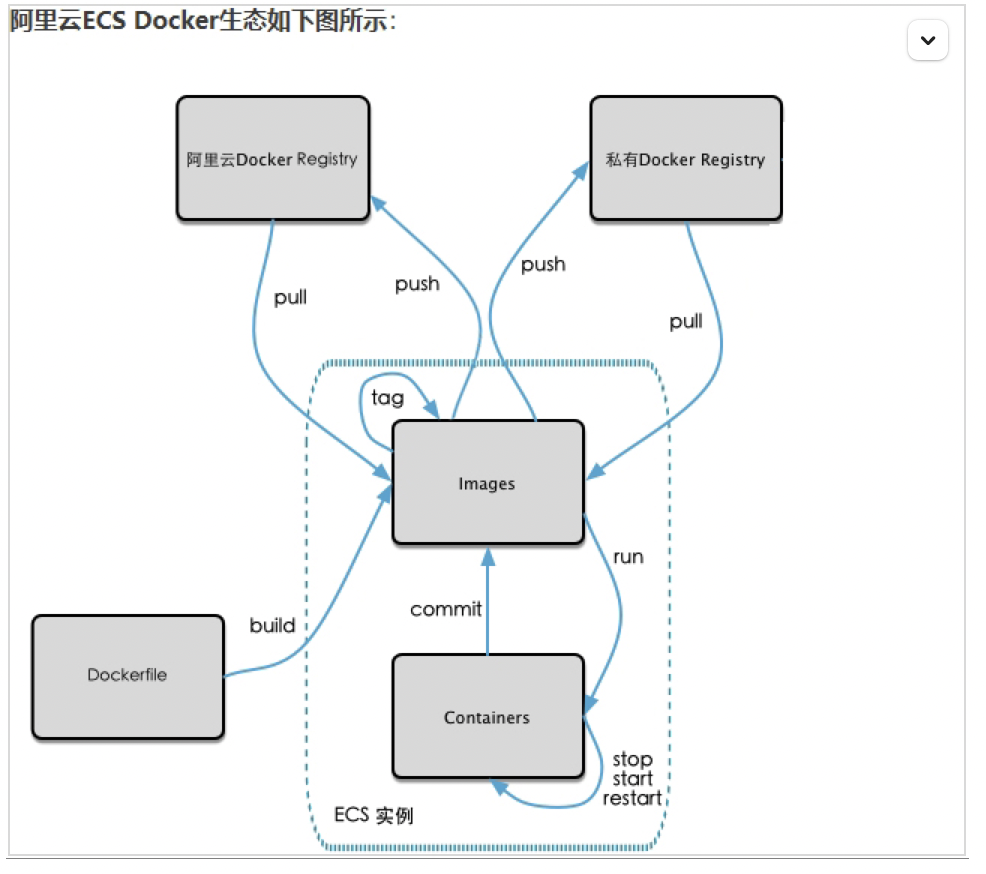 阿里云ECS Docker生态如下图所示：
阿里云Docker Registry
私有Docker Registry
push
push
pull
pull
tag
Images
run
commit
build
Dockerfile
Containers
stop
start
restart
ECS 实例